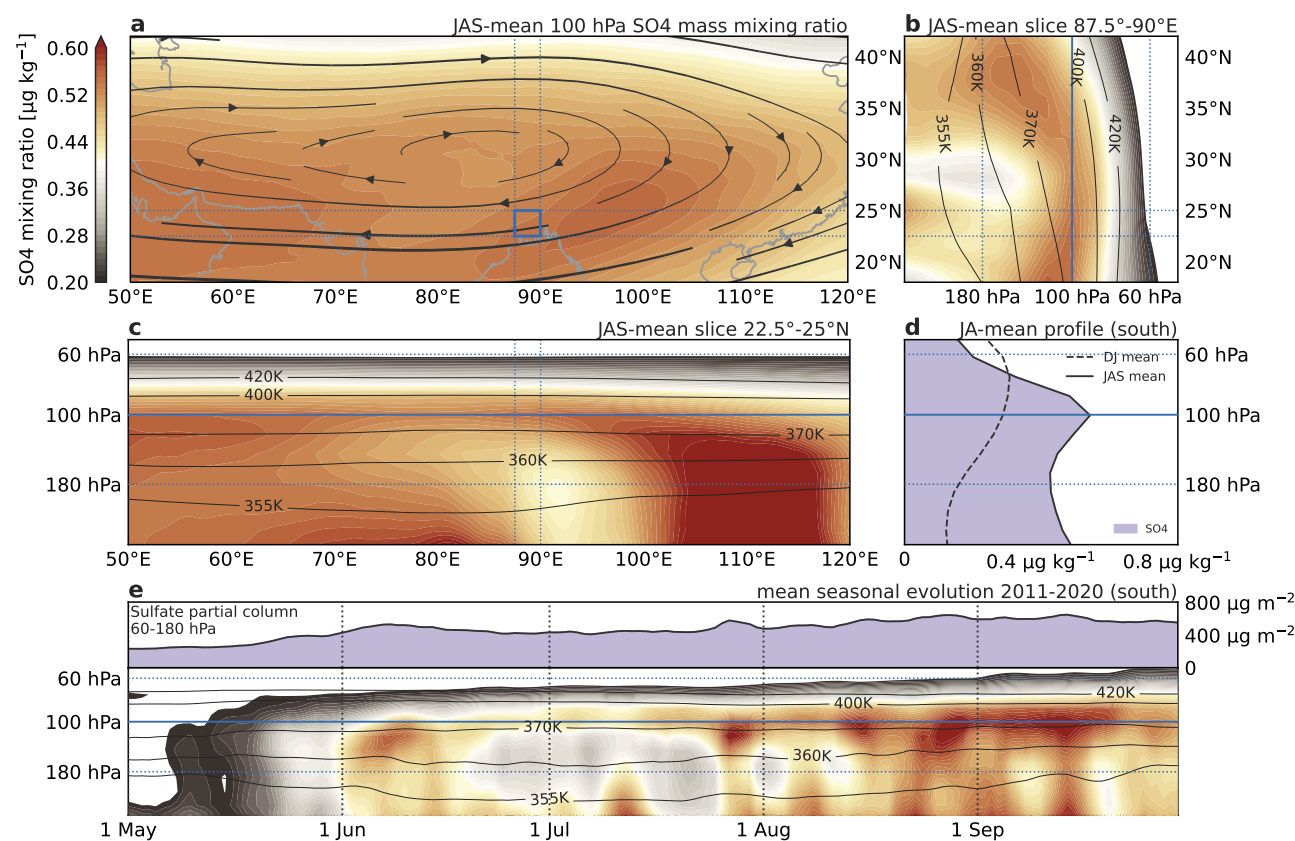 a JAS-mean 100 hPa SO4 mass mixing ratio
SO4 mixing ratio [µg kg⁻¹]
0.60
0.52
0.44
0.36
0.28
0.20
40°N
35°N
30°N
25°N
20°N
50°E 60°E 70°E 80°E 90°E 100°E 110°E 120°E
b JAS-mean slice 87.5°-90°E
360K
400K
355K
370K
420K
40°N
35°N
30°N
25°N
20°N
180 hPa 100 hPa 60 hPa
c JAS-mean slice 22.5°-25°N
60 hPa
100 hPa
180 hPa
420K
400K
370K
360K
355K
50°E 60°E 70°E 80°E 90°E 100°E 110°E 120°E
d JA-mean profile (south)
DJ mean
JAS mean
SO4
60 hPa
100 hPa
180 hPa
0 0.4 µg kg⁻¹ 0.8 µg kg⁻¹
e mean seasonal evolution 2011-2020 (south)
Sulfate partial column
60-180 hPa
800 µg m⁻²
400 µg m⁻²
0
60 hPa
100 hPa
180 hPa
420K
400K
370K
360K
355K
1 May 1 Jun 1 Jul 1 Aug 1 Sep